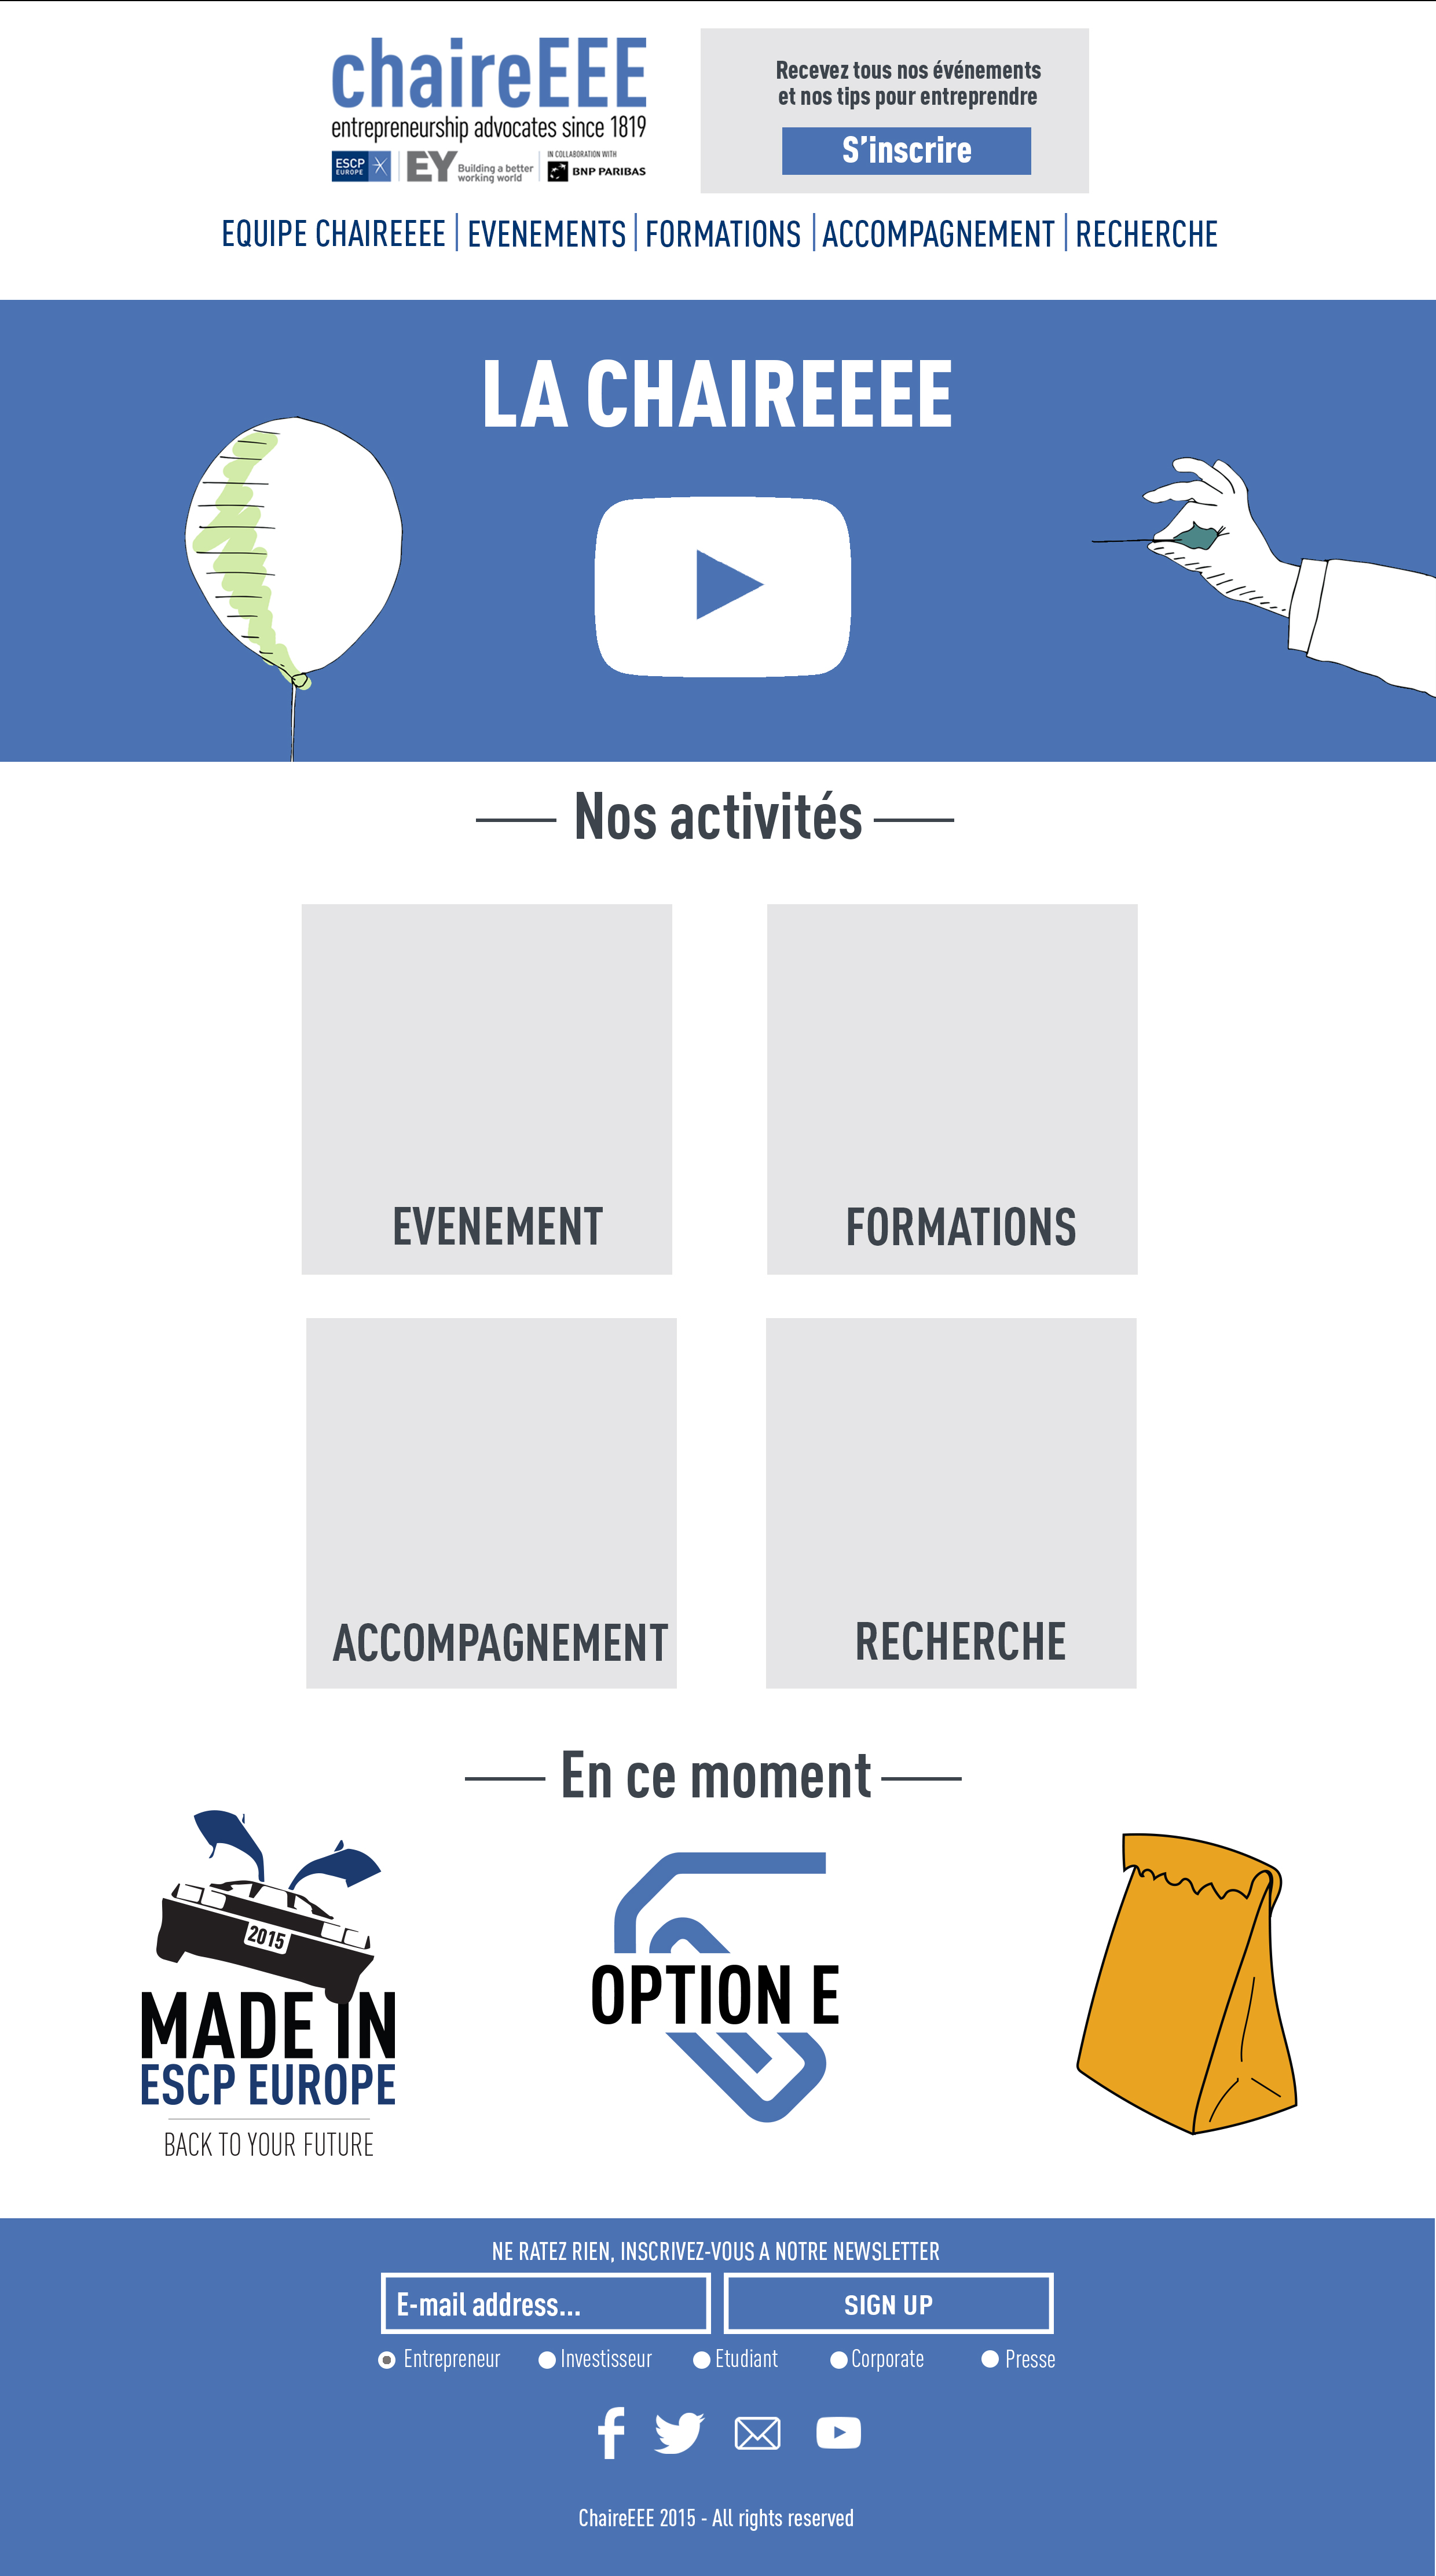 chaireEEE
entrepreneurship advocates since 1819
ESCP
EUROPE
EY
Building a better
working world
IN COLLABORATION WITH
BNP PARIBAS
Recevez tous nos événements
et nos tips pour entreprendre
S'inscrire
EQUIPE CHAIREEEE
EVENEMENTS
FORMATIONS
ACCOMPAGNEMENT
RECHERCHE
LA CHAIREEEE
Nos activités
EVENEMENT
FORMATIONS
ACCOMPAGNEMENT
RECHERCHE
En ce moment
2015
MADE IN
ESCP EUROPE
BACK TO YOUR FUTURE
OPTION E
NE RATEZ RIEN, INSCRIVEZ-VOUS A NOTRE NEWSLETTER
E-mail address...
SIGN UP
Entrepreneur
Investisseur
Etudiant
Corporate
Presse
ChaireEEE 2015 - All rights reserved